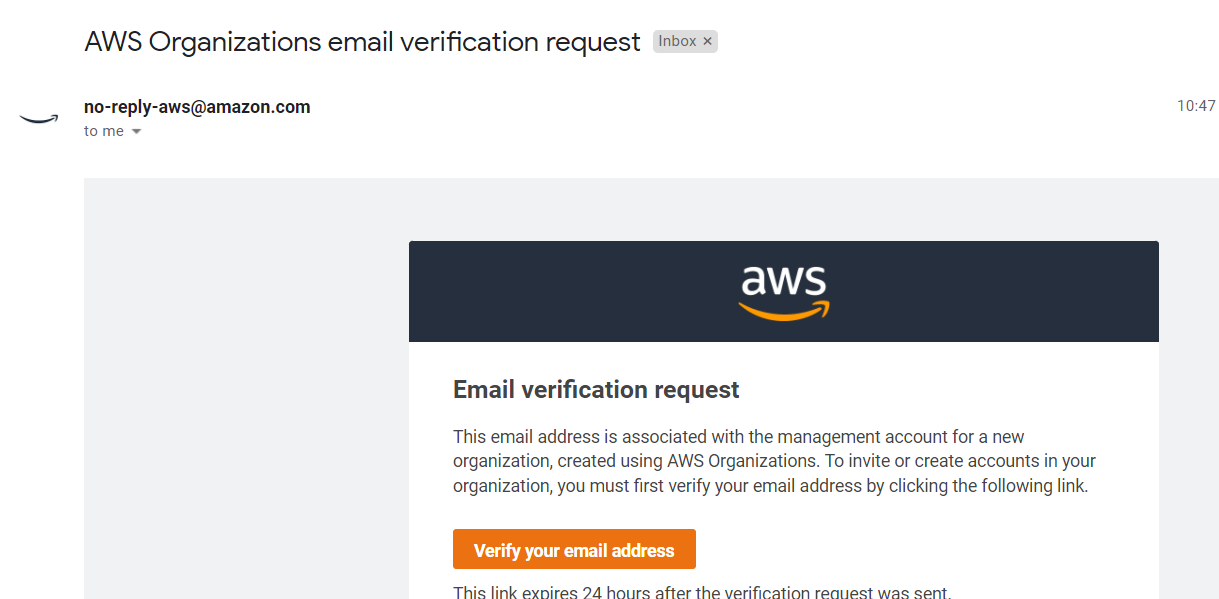 AWS Organizations email verification request Inbox ×
no-reply-aws@amazon.com 10:47
to me
aws
Email verification request
This email address is associated with the management account for a new
organization, created using AWS Organizations. To invite or create accounts in your
organization, you must first verify your email address by clicking the following link.
Verify your email address
This link expires 24 hours after the verification request was sent.